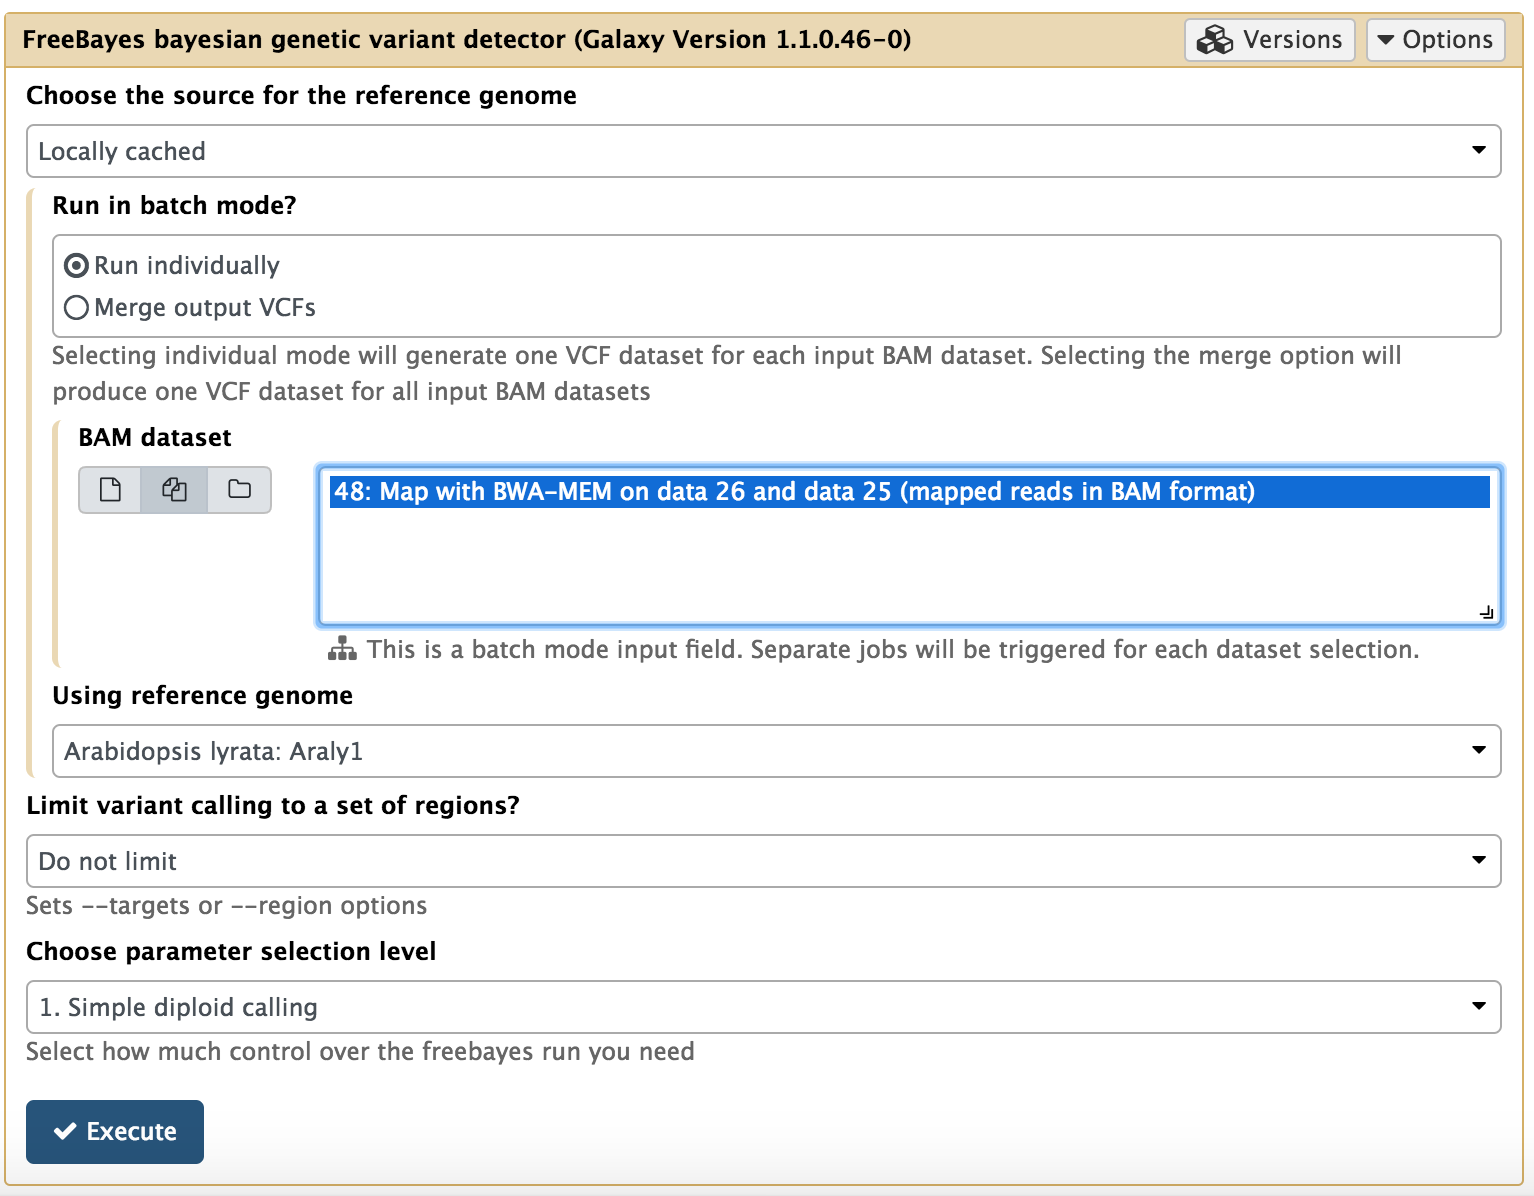 FreeBayes bayesian genetic variant detector (Galaxy Version 1.1.0.46-0)
Versions
Options
Choose the source for the reference genome
Locally cached
Run in batch mode?
Run individually
Merge output VCFs
Selecting individual mode will generate one VCF dataset for each input BAM dataset. Selecting the merge option will
produce one VCF dataset for all input BAM datasets
BAM dataset
48: Map with BWA-MEM on data 26 and data 25 (mapped reads in BAM format)
This is a batch mode input field. Separate jobs will be triggered for each dataset selection.
Using reference genome
Arabidopsis lyrata: Araly1
Limit variant calling to a set of regions?
Do not limit
Sets --targets or --region options
Choose parameter selection level
1. Simple diploid calling
Select how much control over the freebayes run you need
Execute